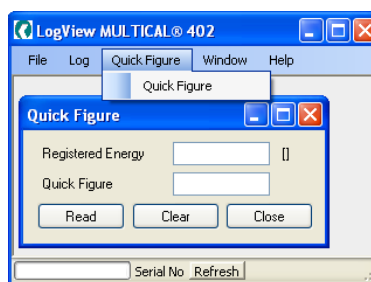 LogView MULTICAL® 402
File Log Quick Figure Window Help
Quick Figure
Quick Figure
Registered Energy []
Quick Figure
Read Clear Close
Serial No Refresh